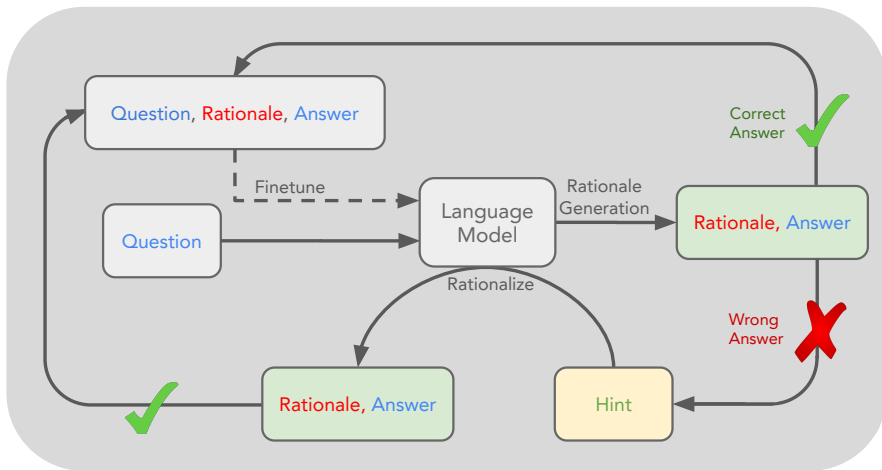 Question, Rationale, Answer
Correct
Answer
Finetune
Language
Model
Rationale
Generation
Rationale, Answer
Question
Rationalize
Wrong
Answer
Rationale, Answer
Hint